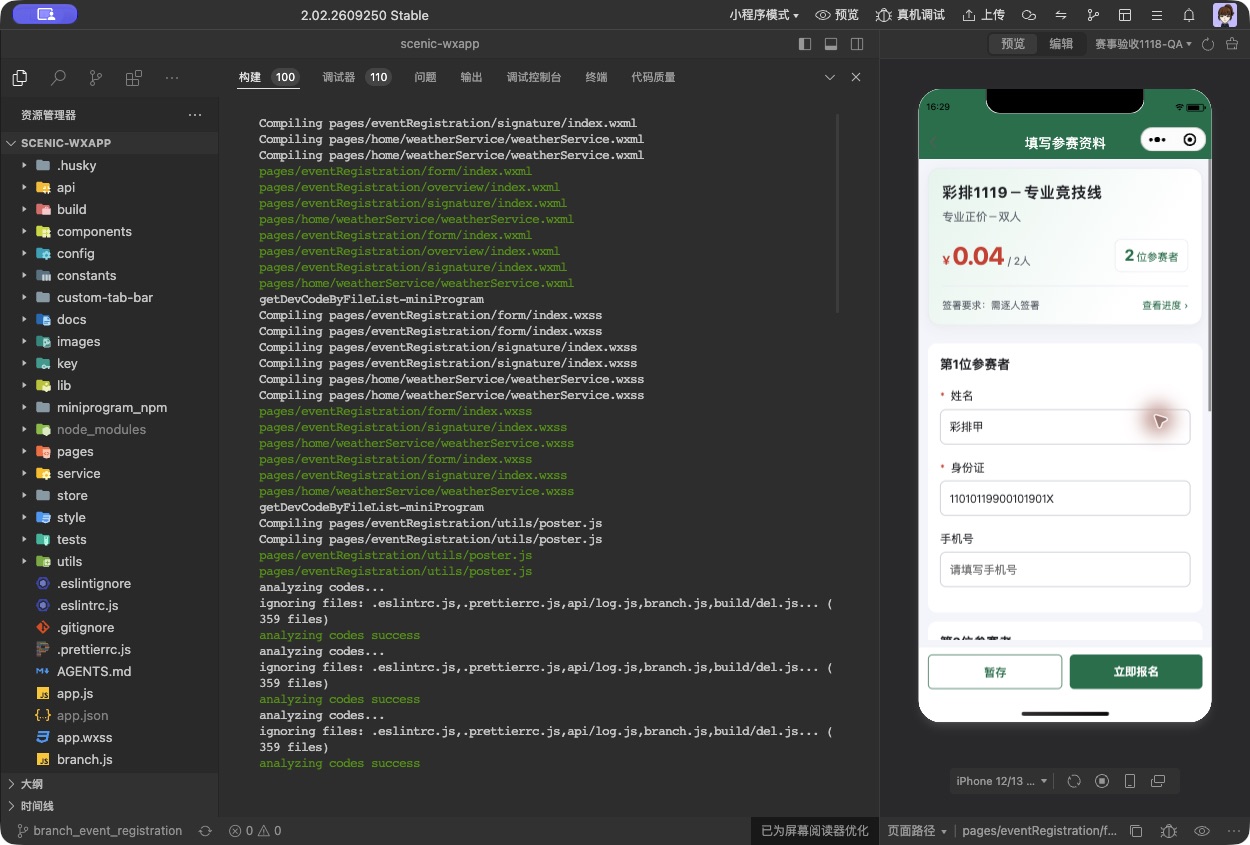 2.02.2609250 Stable
小程序模式
预览
真机调试
上传
scenic-wxapp
预览
编辑
赛事验收1118-QA
构建 100
调试器 110
问题
输出
调试控制台
终端
代码质量
资源管理器
SCENIC-WXAPP
.husky
api
build
components
config
constants
custom-tab-bar
docs
images
key
lib
miniprogram_npm
node_modules
pages
service
store
style
tests
utils
.eslintignore
.eslintrc.js
.gitignore
.prettierrc.js
AGENTS.md
app.js
app.json
app.wxss
branch.js
大纲
时间线
Compiling pages/eventRegistration/signature/index.wxml
Compiling pages/home/weatherService/weatherService.wxml
Compiling pages/home/weatherService/weatherService.wxml
pages/eventRegistration/form/index.wxml
pages/eventRegistration/overview/index.wxml
pages/eventRegistration/signature/index.wxml
pages/home/weatherService/weatherService.wxml
pages/eventRegistration/form/index.wxml
pages/eventRegistration/overview/index.wxml
pages/eventRegistration/signature/index.wxml
pages/home/weatherService/weatherService.wxml
getDevCodeByFileList-miniProgram
Compiling pages/eventRegistration/form/index.wxss
Compiling pages/eventRegistration/form/index.wxss
Compiling pages/eventRegistration/signature/index.wxss
Compiling pages/eventRegistration/signature/index.wxss
Compiling pages/home/weatherService/weatherService.wxss
Compiling pages/home/weatherService/weatherService.wxss
pages/eventRegistration/form/index.wxss
pages/eventRegistration/signature/index.wxss
pages/home/weatherService/weatherService.wxss
pages/eventRegistration/form/index.wxss
pages/eventRegistration/signature/index.wxss
pages/home/weatherService/weatherService.wxss
getDevCodeByFileList-miniProgram
Compiling pages/eventRegistration/utils/poster.js
Compiling pages/eventRegistration/utils/poster.js
pages/eventRegistration/utils/poster.js
pages/eventRegistration/utils/poster.js
analyzing codes...
ignoring files: .eslintrc.js,.prettierrc.js,api/log.js,branch.js,build/del.js... (
359 files)
analyzing codes success
analyzing codes...
ignoring files: .eslintrc.js,.prettierrc.js,api/log.js,branch.js,build/del.js... (
359 files)
analyzing codes success
analyzing codes...
ignoring files: .eslintrc.js,.prettierrc.js,api/log.js,branch.js,build/del.js... (
359 files)
analyzing codes success
16:29
填写参赛资料
彩排1119－专业竞技线
专业正价－双人
¥0.04 / 2人
2位参赛者
签署要求：需逐人签署
查看进度 ›
第1位参赛者
* 姓名
彩排甲
* 身份证
11010119900101901X
手机号
请填写手机号
暂存
立即报名
iPhone 12/13 ...
branch_event_registration
0
0
已为屏幕阅读器优化
页面路径
pages/eventRegistration/f...